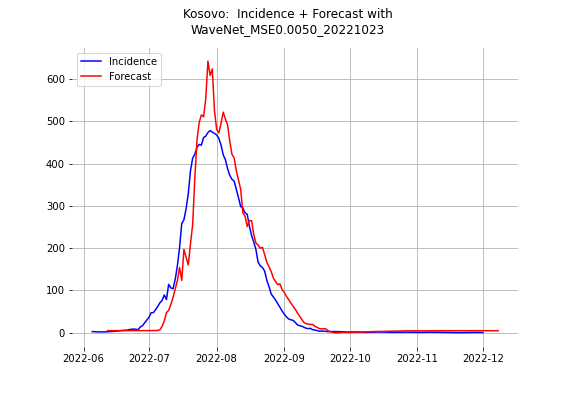 Kosovo:  Incidence + Forecast with
WaveNet_MSE0.0050_20221023
Incidence
Forecast
600
500
400
300
200
100
0
2022-06 2022-07 2022-08 2022-09 2022-10 2022-11 2022-12